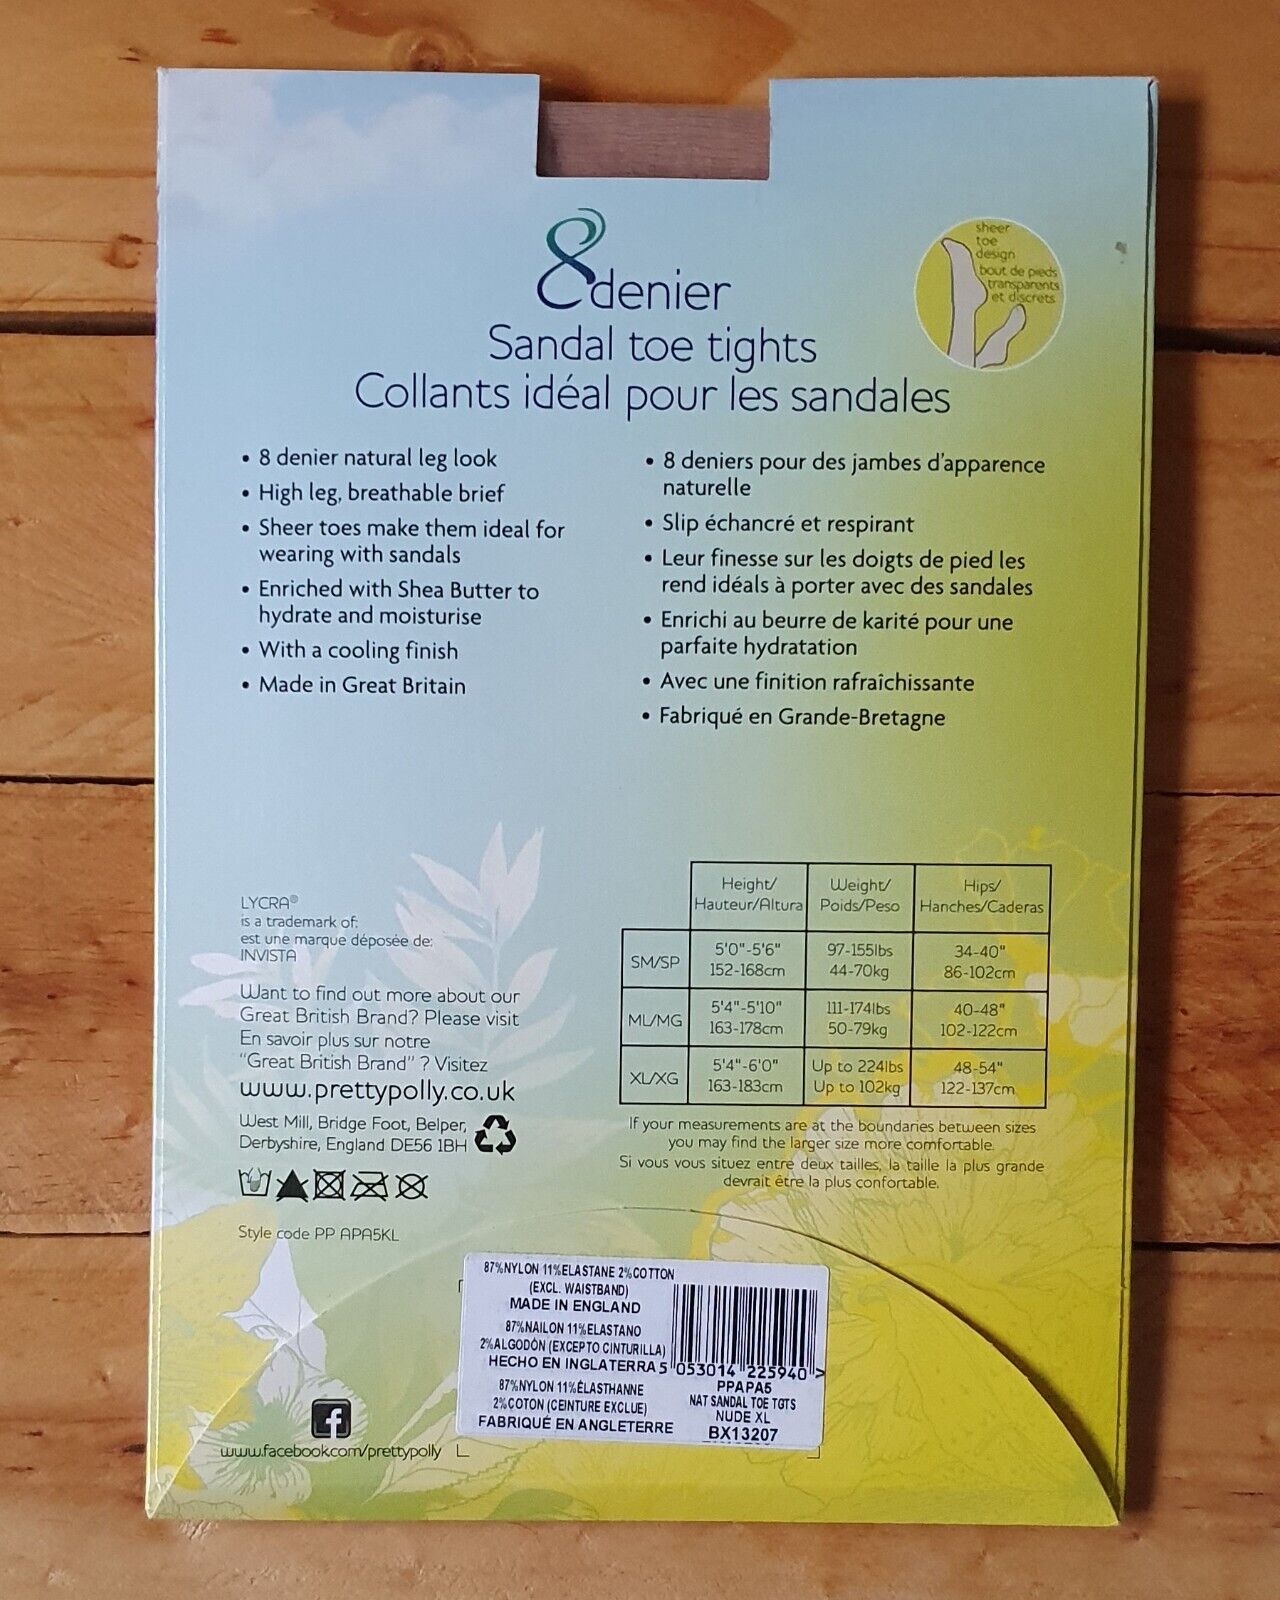 8 denier
Sandal toe tights
Collants idéal pour les sandales
sheer
toe
design
bout de pieds
transparents
et discrets
• 8 denier natural leg look
• High leg, breathable brief
• Sheer toes make them ideal for
wearing with sandals
• Enriched with Shea Butter to
hydrate and moisturise
• With a cooling finish
• Made in Great Britain
• 8 deniers pour des jambes d'apparence
naturelle
• Slip échancré et respirant
• Leur finesse sur les doigts de pied les
rend idéals à porter avec des sandales
• Enrichi au beurre de karité pour une
parfaite hydratation
• Avec une finition rafraîchissante
• Fabriqué en Grande-Bretagne
LYCRA®
is a trademark of:
est une marque déposée de:
INVISTA
Want to find out more about our
Great British Brand? Please visit
En savoir plus sur notre
"Great British Brand" ? Visitez
www.prettypolly.co.uk
West Mill, Bridge Foot, Belper,
Derbyshire, England DE56 1BH
Style code PP APA5KL
Height/ Weight/ Hips/
Hauteur/Altura Poids/Peso Hanches/Caderas
SM/SP 5'0"-5'6" 97-155lbs 34-40"
152-168cm 44-70kg 86-102cm
ML/MG 5'4"-5'10" 111-174lbs 40-48"
163-178cm 50-79kg 102-122cm
XL/XG 5'4"-6'0" Up to 224lbs 48-54"
163-183cm Up to 102kg 122-137cm
If your measurements are at the boundaries between sizes
you may find the larger size more comfortable.
Si vous vous situez entre deux tailles, la taille la plus grande
devrait être la plus confortable.
87%NYLON 11%ELASTANE 2%COTTON
(EXCL. WAISTBAND)
MADE IN ENGLAND
87%NAILON 11%ELASTANO
2%ALGODÓN (EXCEPTO CINTURILLA)
HECHO EN INGLATERRA
87%NYLON 11%ÉLASTHANNE
2%COTON (CEINTURE EXCLUE)
FABRIQUÉ EN ANGLETERRE
5 053014 225940 >
PPAPA5
NAT SANDAL TOE TGTS
NUDE XL
BX13207
f
www.facebook.com/prettypolly